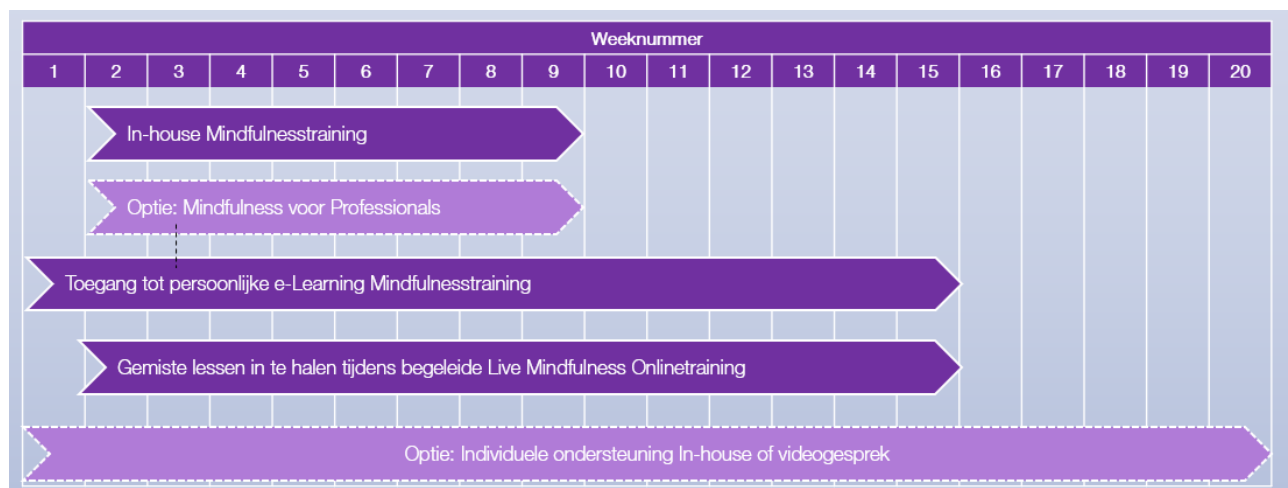 Weeknummer
1 2 3 4 5 6 7 8 9 10 11 12 13 14 15 16 17 18 19 20
In-house Mindfulnesstraining
Optie: Mindfulness voor Professionals
Toegang tot persoonlijke e-Learning Mindfulnesstraining
Gemiste lessen in te halen tijdens begeleide Live Mindfulness Onlinetraining
Optie: Individuele ondersteuning In-house of videogesprek